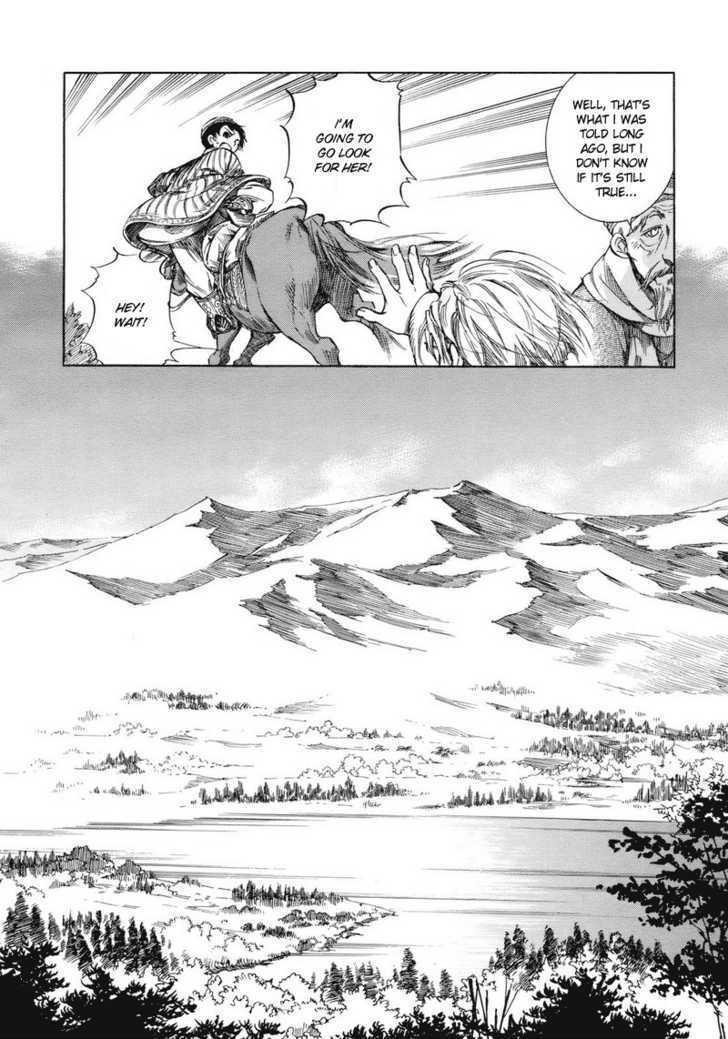 WELL, THAT'S
WHAT I WAS
TOLD LONG
AGO, BUT I
DON'T KNOW
IF IT'S STILL
TRUE...
I'M
GOING TO
GO LOOK
FOR HER!
HEY!
WAIT!